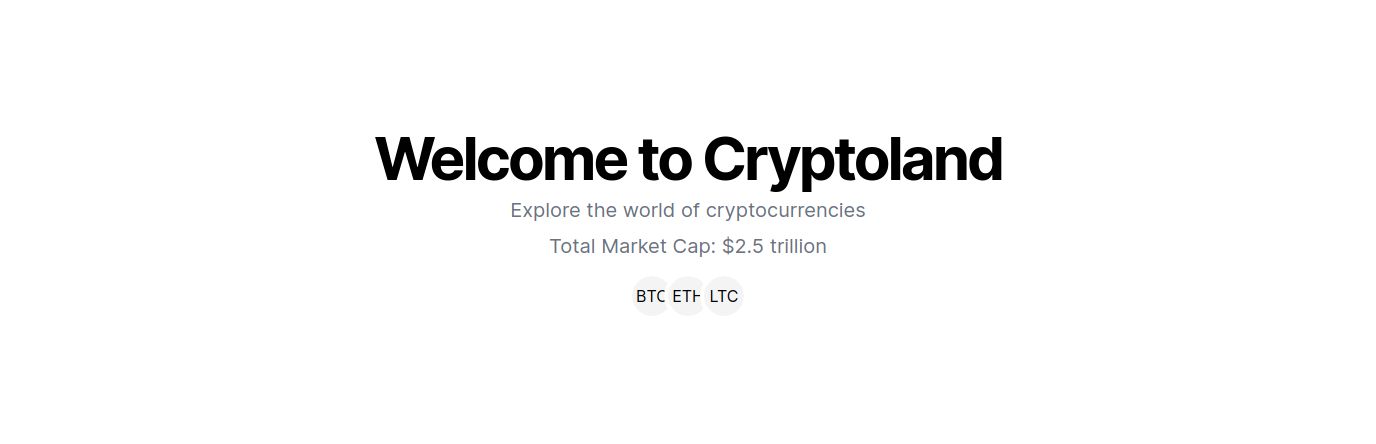 Welcome to Cryptoland
Explore the world of cryptocurrencies
Total Market Cap: $2.5 trillion
BTC ETH LTC